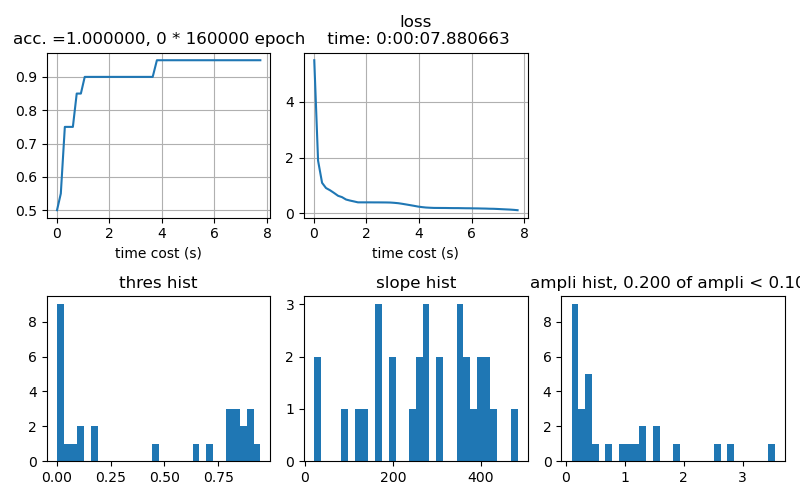 acc. =1.000000, 0 * 160000 epoch
loss
time: 0:00:07.880663
0.9
0.8
0.7
0.6
0.5
0 2 4 6 8
time cost (s)
4
2
0
0 2 4 6 8
time cost (s)
thres hist
8
6
4
2
0
0.00 0.25 0.50 0.75
slope hist
3
2
1
0
0 200 400
ampli hist, 0.200 of ampli < 0.10
8
6
4
2
0
0 1 2 3